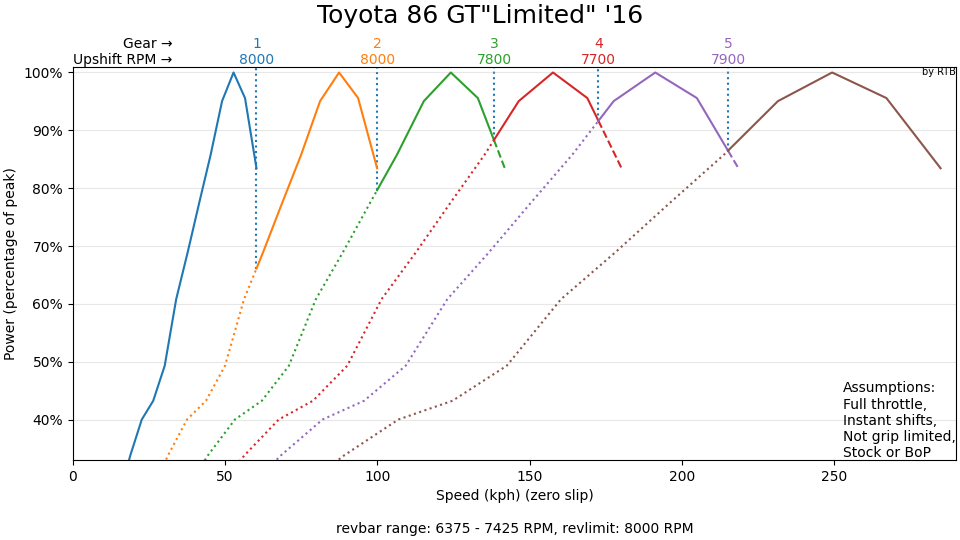 Toyota 86 GT"Limited" '16
Gear → 1 2 3 4 5
Upshift RPM → 8000 8000 7800 7700 7900
by RTB
100%
90%
80%
70%
60%
50%
40%
Power (percentage of peak)
Assumptions:
Full throttle,
Instant shifts,
Not grip limited,
Stock or BoP
0 50 100 150 200 250
Speed (kph) (zero slip)
revbar range: 6375 - 7425 RPM, revlimit: 8000 RPM